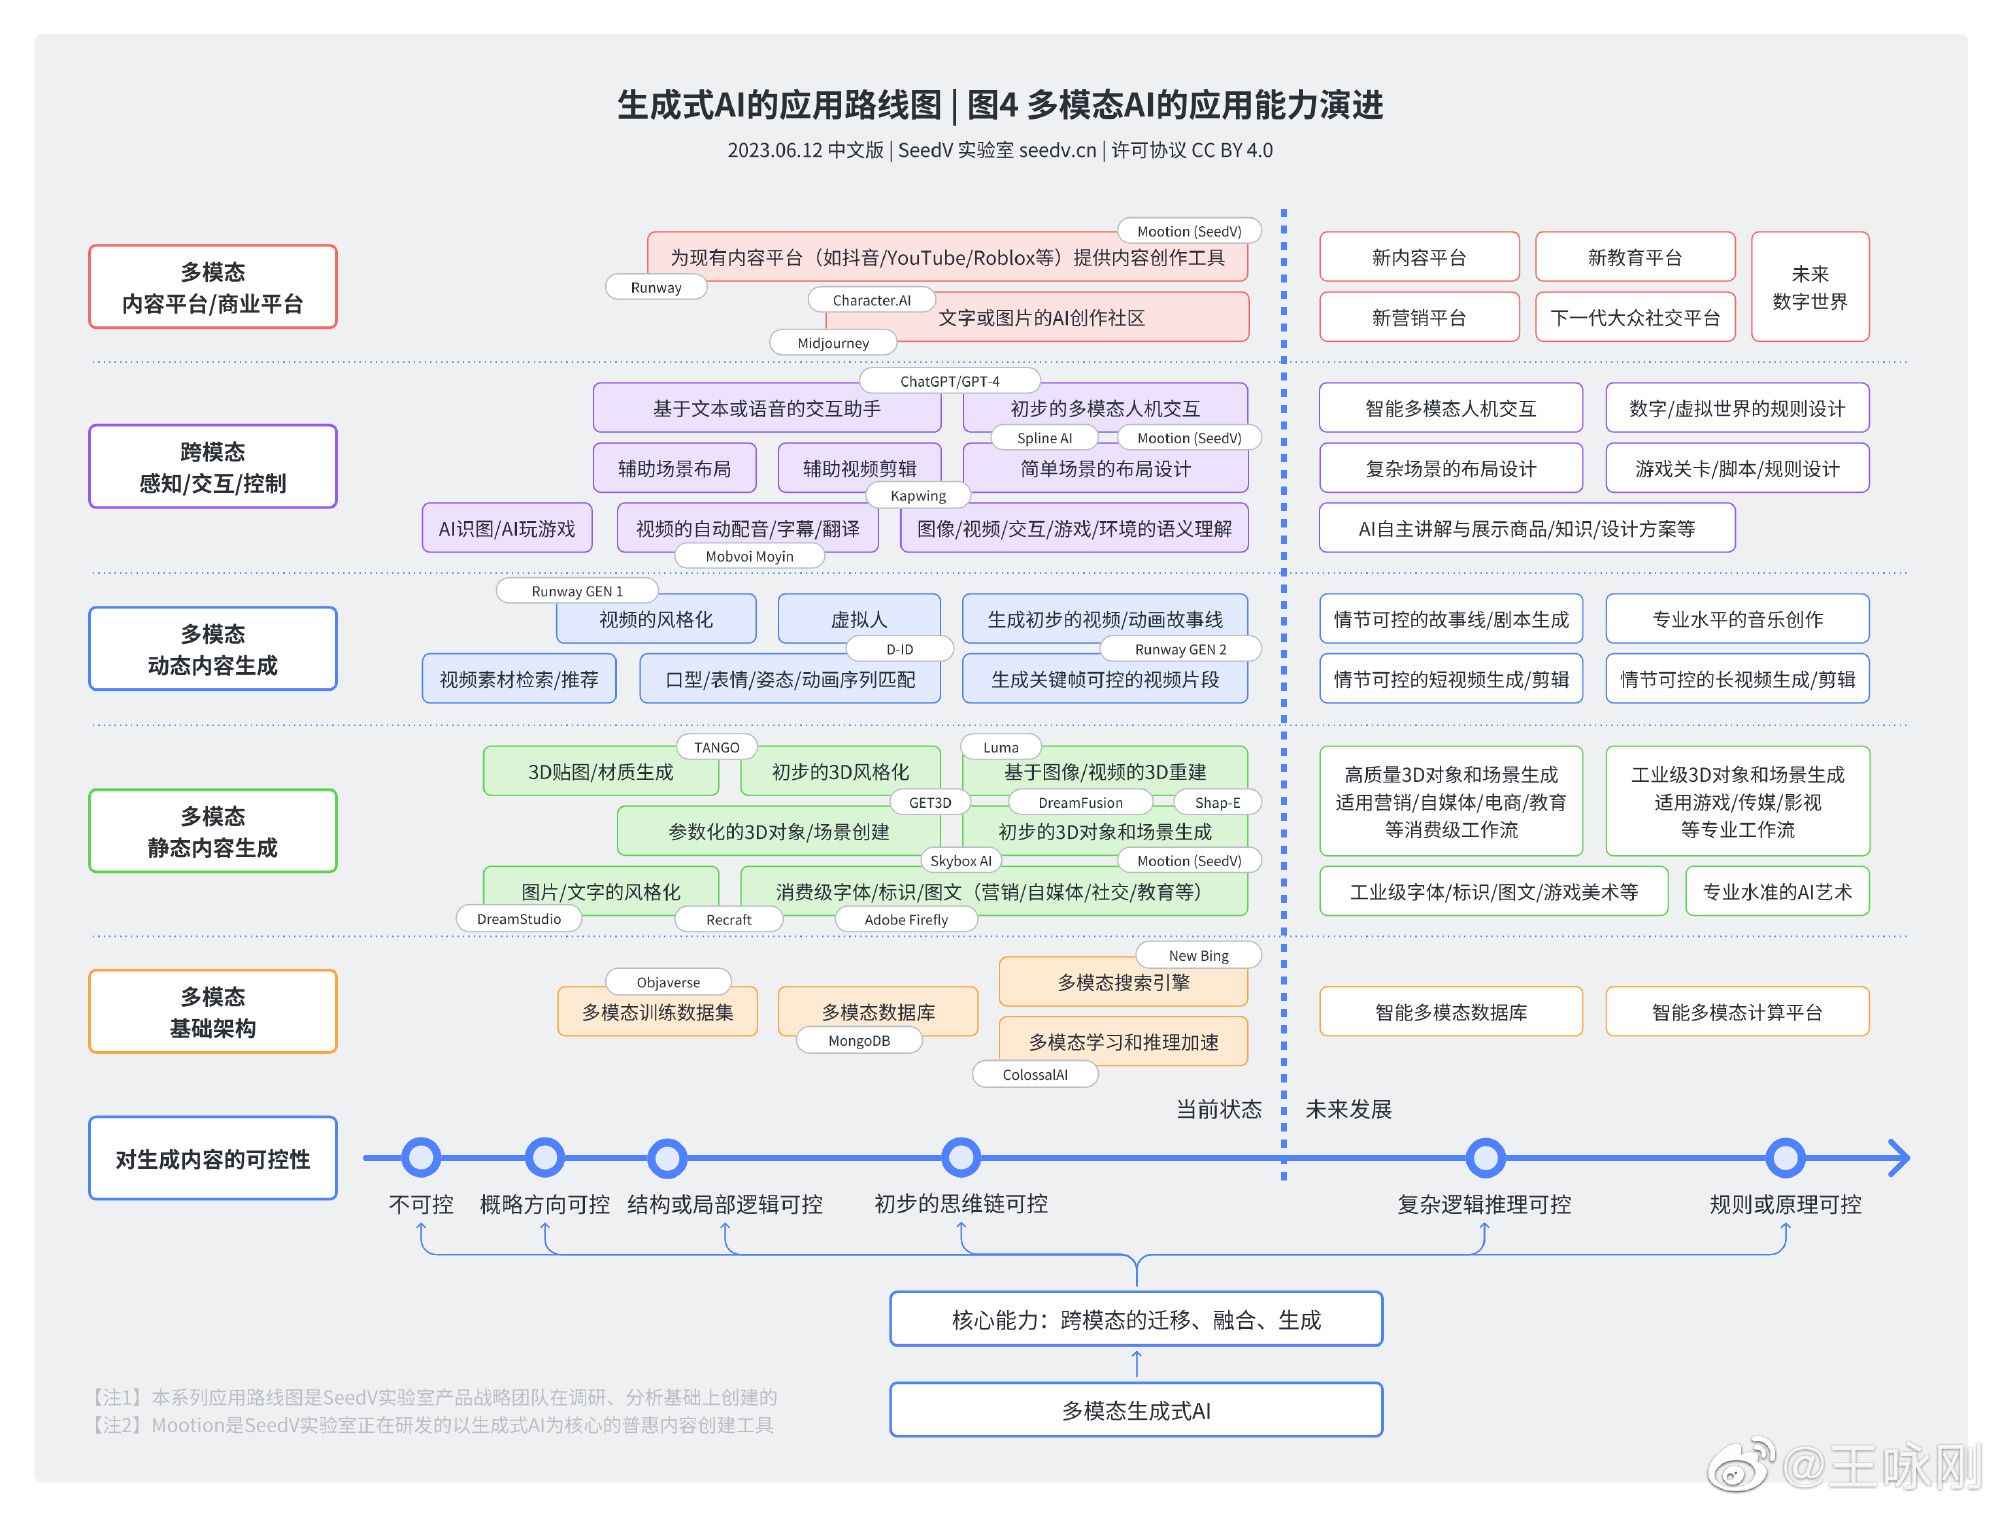 生成式AI的应用路线图 | 图4 多模态AI的应用能力演进
2023.06.12 中文版 | SeedV 实验室 seedv.cn | 许可协议 CC BY 4.0
多模态
内容平台/商业平台
Mootion (SeedV)
为现有内容平台（如抖音/YouTube/Roblox等）提供内容创作工具
Runway
Character.AI
文字或图片的AI创作社区
Midjourney
新内容平台
新教育平台
新营销平台
下一代大众社交平台
未来
数字世界
跨模态
感知/交互/控制
ChatGPT/GPT-4
基于文本或语音的交互助手
初步的多模态人机交互
Spline AI
Mootion (SeedV)
辅助场景布局
辅助视频剪辑
简单场景的布局设计
Kapwing
AI识图/AI玩游戏
视频的自动配音/字幕/翻译
图像/视频/交互/游戏/环境的语义理解
Mobvoi Moyin
智能多模态人机交互
数字/虚拟世界的规则设计
复杂场景的布局设计
游戏关卡/脚本/规则设计
AI自主讲解与展示商品/知识/设计方案等
多模态
动态内容生成
Runway GEN 1
视频的风格化
虚拟人
生成初步的视频/动画故事线
D-ID
Runway GEN 2
视频素材检索/推荐
口型/表情/姿态/动画序列匹配
生成关键帧可控的视频片段
情节可控的故事线/剧本生成
专业水平的音乐创作
情节可控的短视频生成/剪辑
情节可控的长视频生成/剪辑
多模态
静态内容生成
TANGO
Luma
3D贴图/材质生成
初步的3D风格化
基于图像/视频的3D重建
GET3D
DreamFusion
Shap-E
参数化的3D对象/场景创建
初步的3D对象和场景生成
Skybox AI
Mootion (SeedV)
图片/文字的风格化
消费级字体/标识/图文（营销/自媒体/社交/教育等）
DreamStudio
Recraft
Adobe Firefly
高质量3D对象和场景生成
适用营销/自媒体/电商/教育
等消费级工作流
工业级3D对象和场景生成
适用游戏/传媒/影视
等专业工作流
工业级字体/标识/图文/游戏美术等
专业水准的AI艺术
多模态
基础架构
Objaverse
多模态训练数据集
多模态数据库
MongoDB
New Bing
多模态搜索引擎
多模态学习和推理加速
ColossalAI
智能多模态数据库
智能多模态计算平台
当前状态
未来发展
对生成内容的可控性
不可控
概略方向可控
结构或局部逻辑可控
初步的思维链可控
复杂逻辑推理可控
规则或原理可控
核心能力：跨模态的迁移、融合、生成
多模态生成式AI
【注1】本系列应用路线图是SeedV实验室产品战略团队在调研、分析基础上创建的
【注2】Mootion是SeedV实验室正在研发的以生成式AI为核心的普惠内容创建工具
@王咏刚